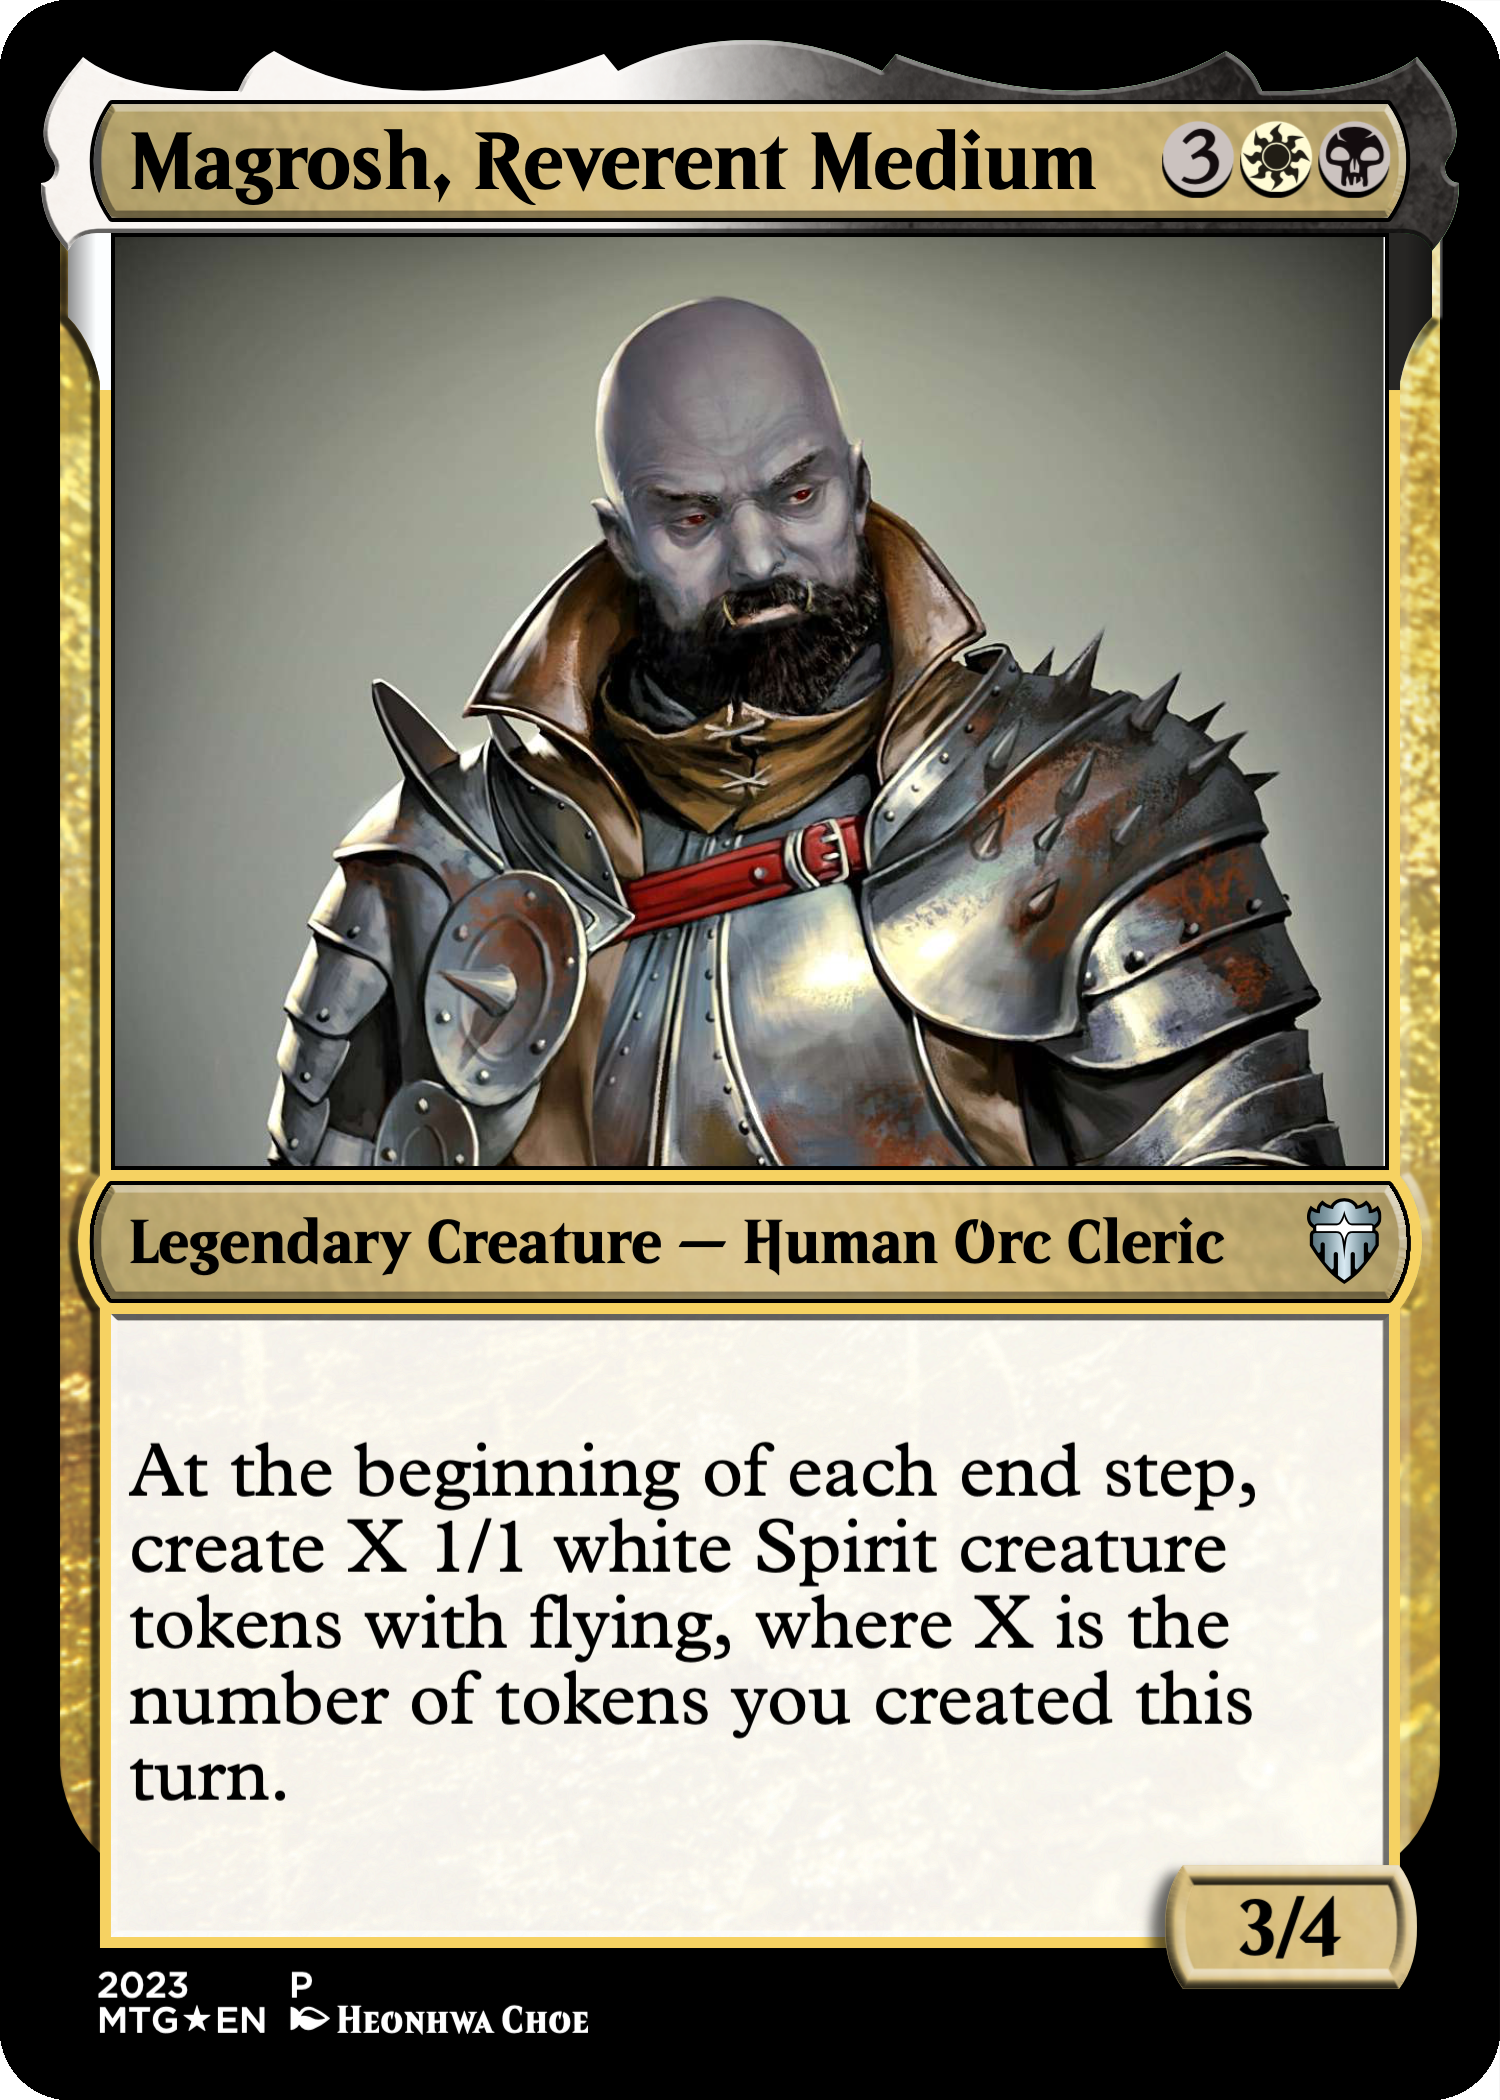 Magrosh, Reverent Medium 3
Legendary Creature — Human Orc Cleric
At the beginning of each end step,
create X 1/1 white Spirit creature
tokens with flying, where X is the
number of tokens you created this
turn.
3/4
2023 P
MTG★EN Heonhwa Choe